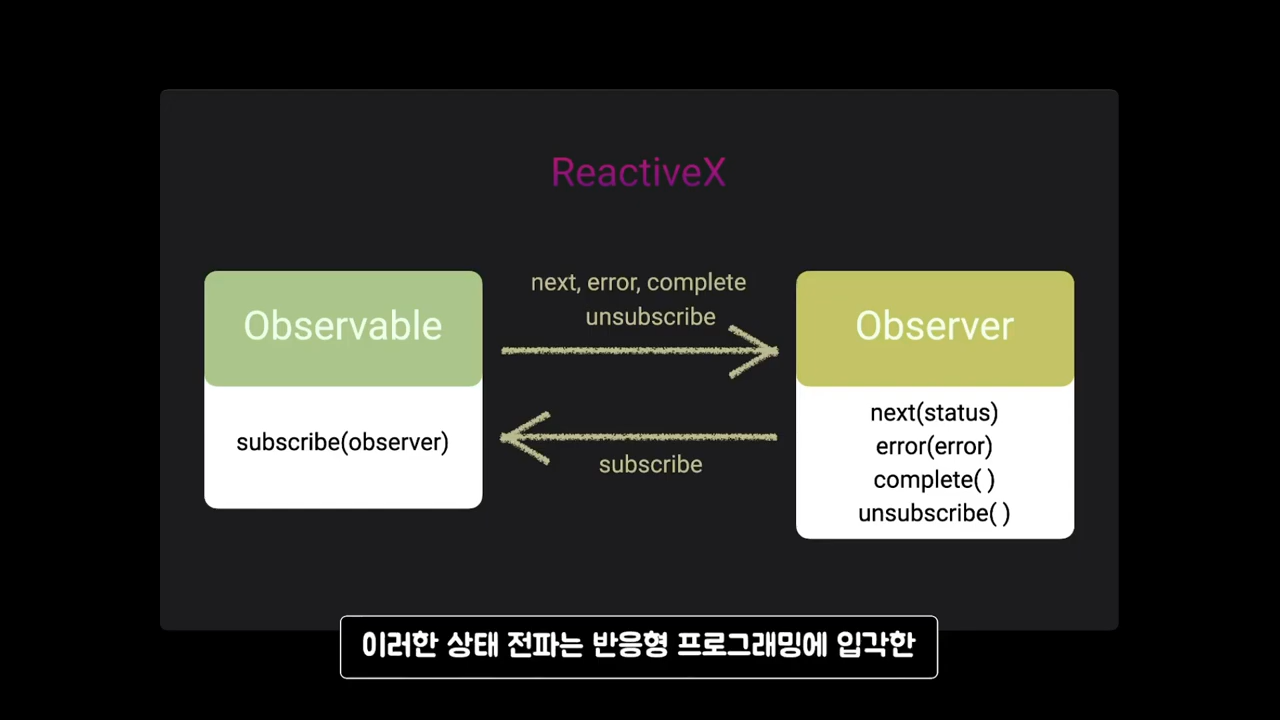 ReactiveX
Observable
subscribe(observer)
next, error, complete
unsubscribe
subscribe
Observer
next(status)
error(error)
complete( )
unsubscribe( )
이러한 상태 전파는 반응형 프로그래밍에 입각한